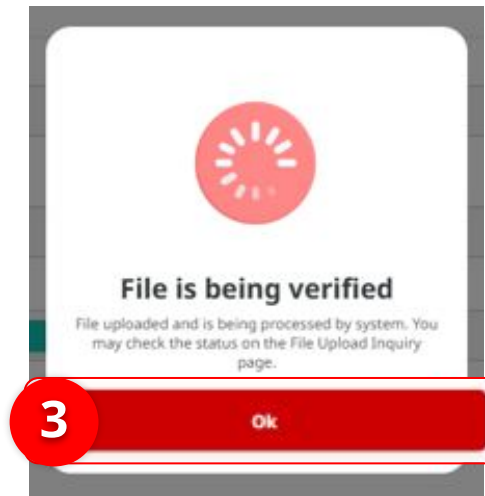 File is being verified
File uploaded and is being processed by system. You
may check the status on the File Upload Inquiry
page.
3
Ok